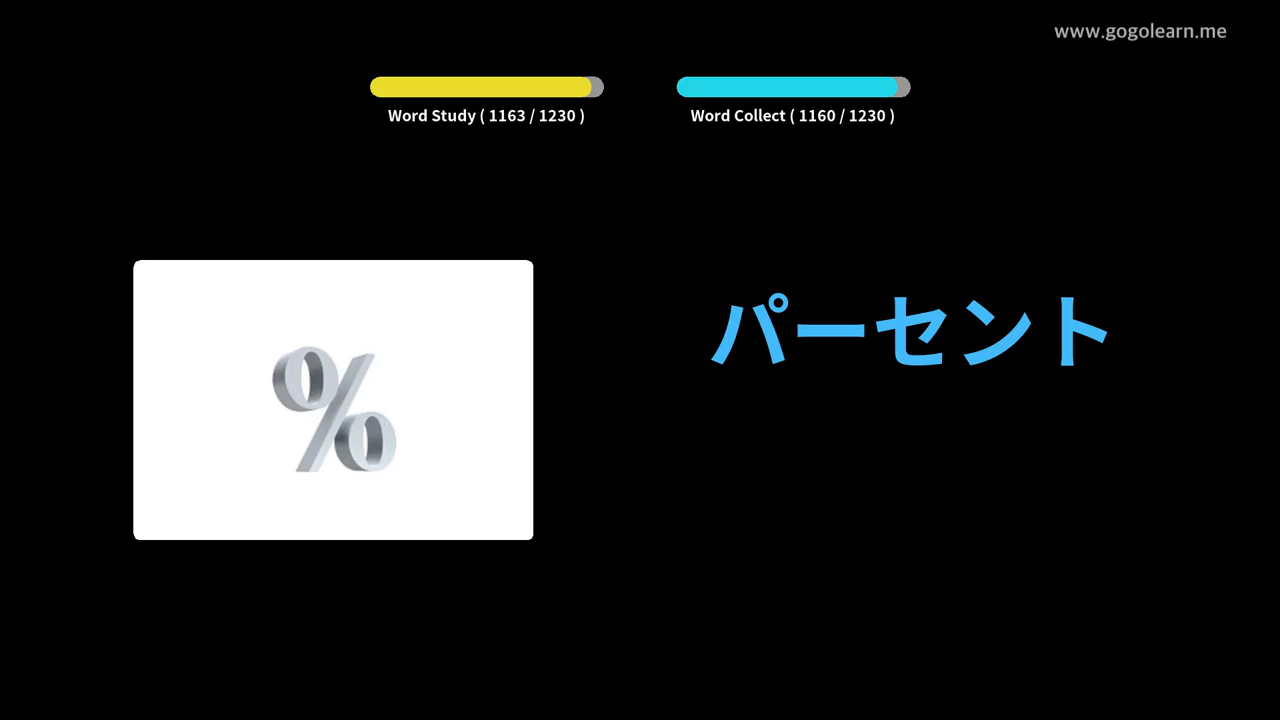 www.gogolearn.me
Word Study ( 1163 / 1230 )
Word Collect ( 1160 / 1230 )
%
パーセント